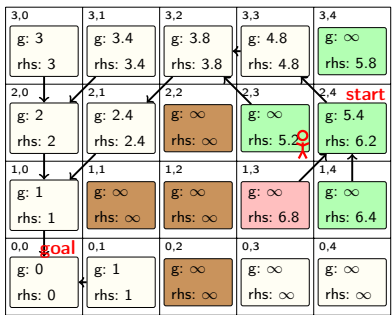 3,0 3,1 3,2 3,3 3,4
g: 3 g: 3.4 g: 3.8 g: 4.8 g: ∞
rhs: 3 rhs: 3.4 rhs: 3.8 rhs: 4.8 rhs: 5.8
2,0 2,1 2,2 2,3 2,4 start
g: 2 g: 2.4 g: ∞ g: ∞ g: 5.4
rhs: 2 rhs: 2.4 rhs: ∞ rhs: 5.2 rhs: 6.2
1,0 1,1 1,2 1,3 1,4
g: 1 g: ∞ g: ∞ g: ∞ g: ∞
rhs: 1 rhs: ∞ rhs: ∞ rhs: 6.8 rhs: 6.4
0,0 goal 0,1 0,2 0,3 0,4
g: 0 g: 1 g: ∞ g: ∞ g: ∞
rhs: 0 rhs: 1 rhs: ∞ rhs: ∞ rhs: ∞